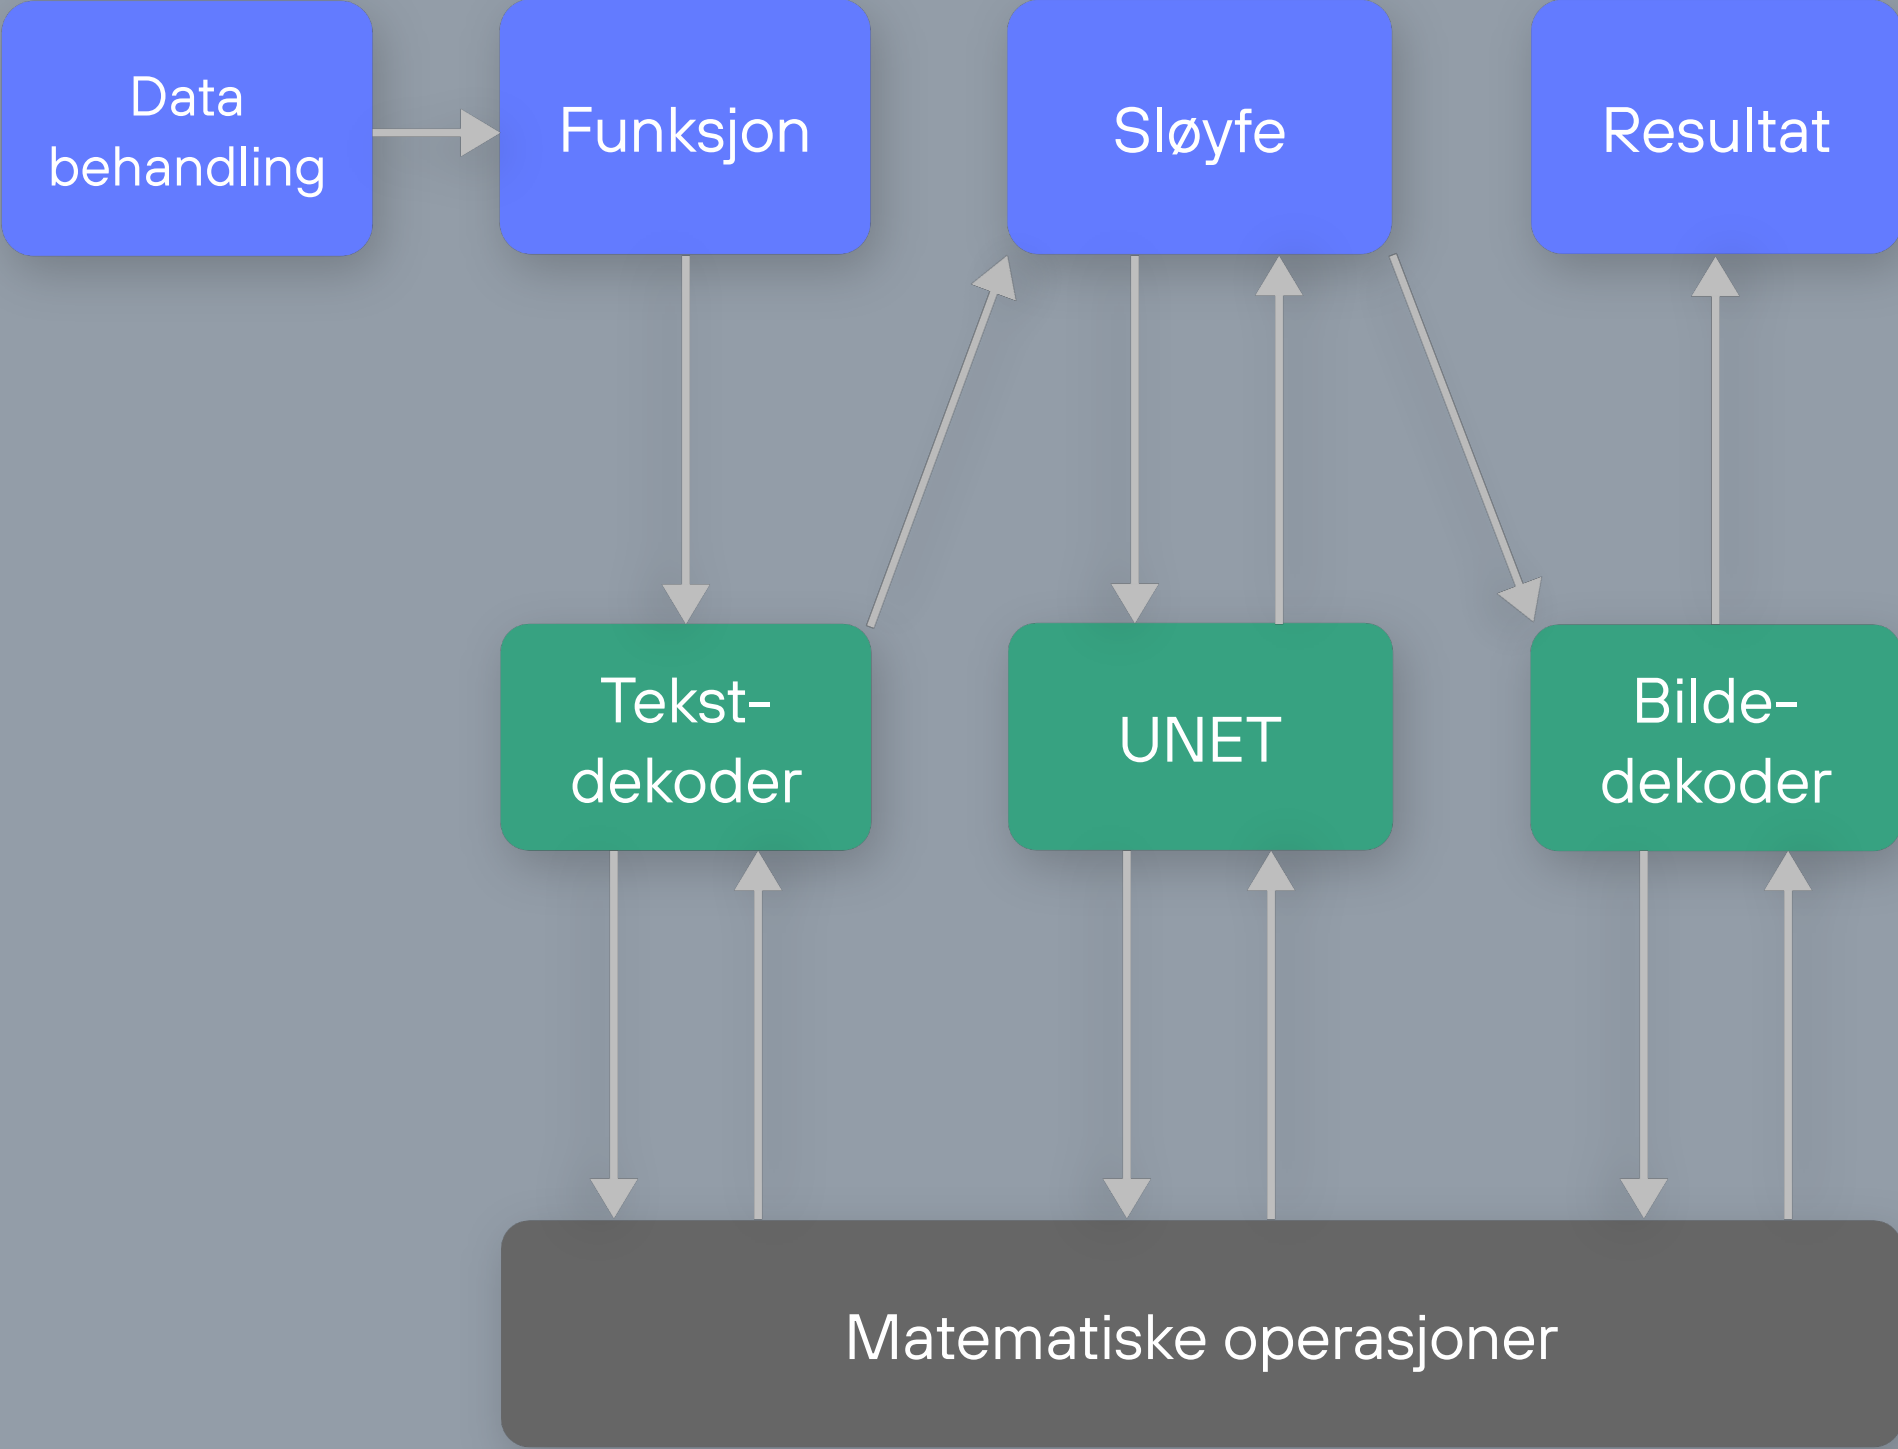 Data
behandling
Funksjon
Sløyfe
Resultat
Tekst-
dekoder
UNET
Bilde-
dekoder
Matematiske operasjoner